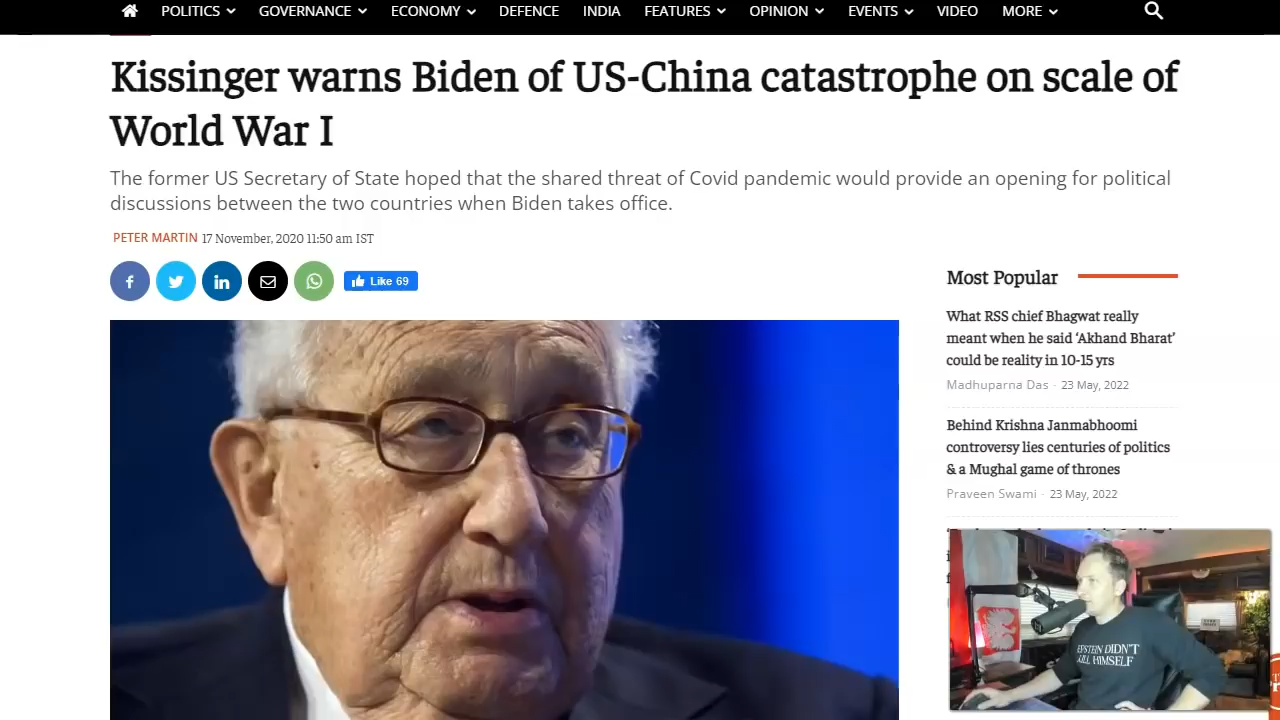 POLITICS GOVERNANCE ECONOMY DEFENCE INDIA FEATURES OPINION EVENTS VIDEO MORE
Kissinger warns Biden of US-China catastrophe on scale of
World War I
The former US Secretary of State hoped that the shared threat of Covid pandemic would provide an opening for political
discussions between the two countries when Biden takes office.
PETER MARTIN 17 November, 2020 11:50 am IST
Like 69
Most Popular
What RSS chief Bhagwat really
meant when he said ‘Akhand Bharat’
could be reality in 10-15 yrs
Madhuparna Das - 23 May, 2022
Behind Krishna Janmabhoomi
controversy lies centuries of politics
& a Mughal game of thrones
Praveen Swami - 23 May, 2022
EPSTEIN DIDN'T
KILL HIMSELF